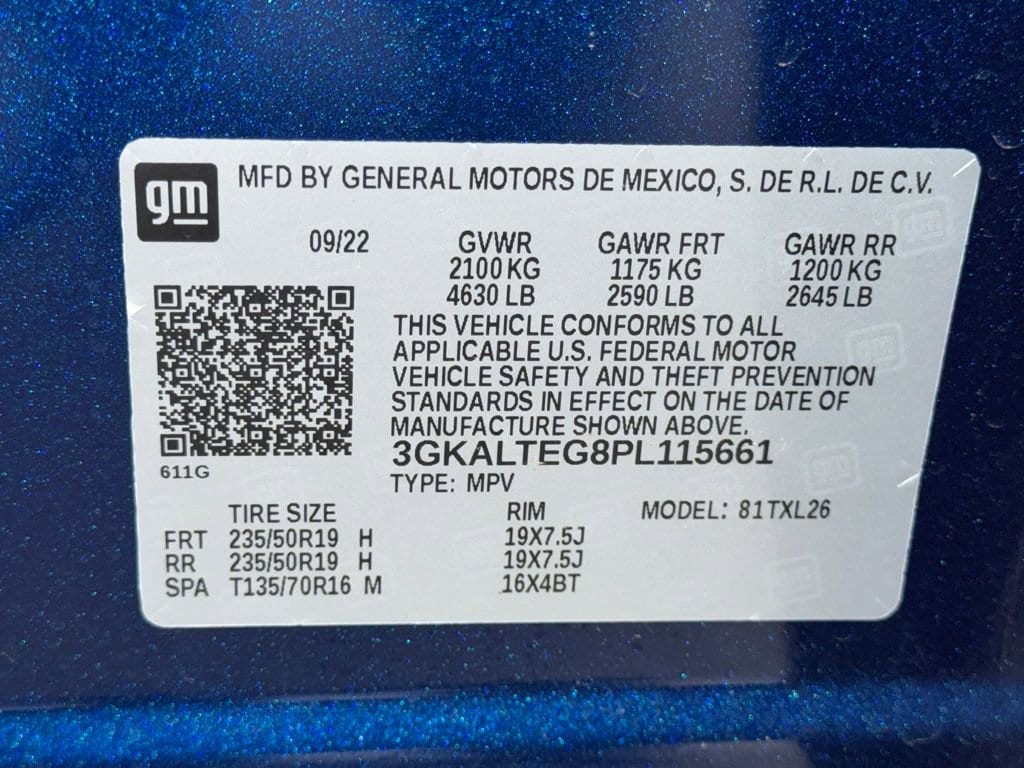 gm
MFD BY GENERAL MOTORS DE MEXICO, S. DE R.L. DE C.V.
09/22 GVWR GAWR FRT GAWR RR
2100 KG 1175 KG 1200 KG
4630 LB 2590 LB 2645 LB
THIS VEHICLE CONFORMS TO ALL
APPLICABLE U.S. FEDERAL MOTOR
VEHICLE SAFETY AND THEFT PREVENTION
STANDARDS IN EFFECT ON THE DATE OF
MANUFACTURE SHOWN ABOVE.
3GKALTEG8PL115661
611G
TYPE: MPV
TIRE SIZE RIM MODEL: 81TXL26
FRT 235/50R19 H 19X7.5J
RR 235/50R19 H 19X7.5J
SPA T135/70R16 M 16X4BT